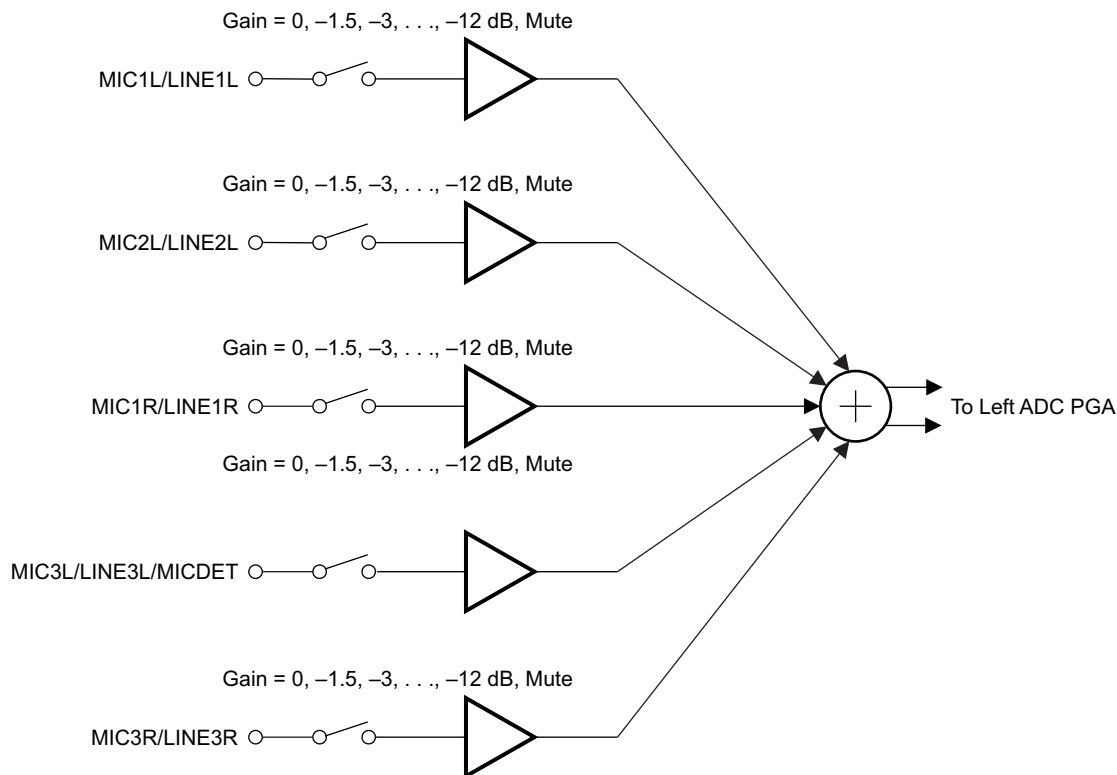 Gain = 0, –1.5, –3, . . ., –12 dB, Mute
MIC1L/LINE1L
Gain = 0, –1.5, –3, . . ., –12 dB, Mute
MIC2L/LINE2L
Gain = 0, –1.5, –3, . . ., –12 dB, Mute
MIC1R/LINE1R
To Left ADC PGA
Gain = 0, –1.5, –3, . . ., –12 dB, Mute
MIC3L/LINE3L/MICDET
Gain = 0, –1.5, –3, . . ., –12 dB, Mute
MIC3R/LINE3R